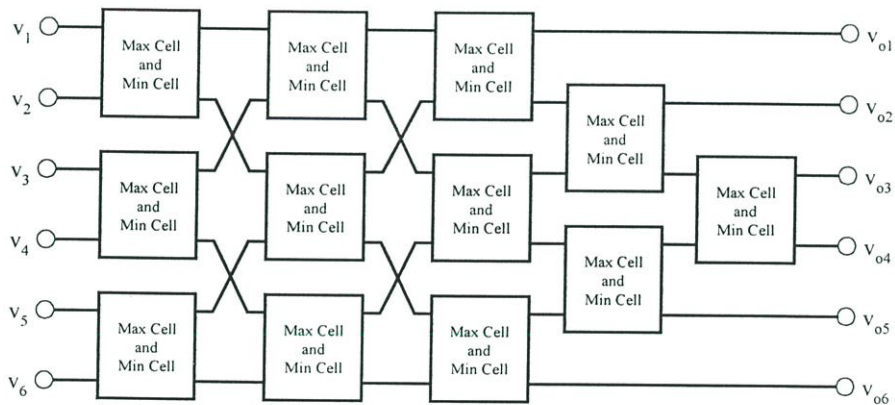 v1
v2
v3
v4
v5
v6
Max Cell
and
Min Cell
Max Cell
and
Min Cell
Max Cell
and
Min Cell
Max Cell
and
Min Cell
Max Cell
and
Min Cell
Max Cell
and
Min Cell
Max Cell
and
Min Cell
Max Cell
and
Min Cell
Max Cell
and
Min Cell
Max Cell
and
Min Cell
Max Cell
and
Min Cell
Max Cell
and
Min Cell
vo1
vo2
vo3
vo4
vo5
vo6